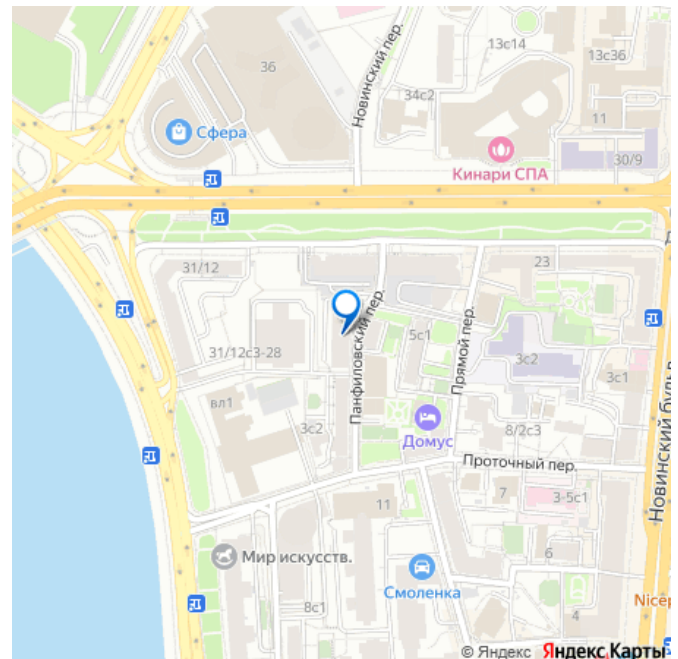 36
Новинский пер.
13с14
13с36
34с2
11
Сфера
Кинари СПА
30/9
31/12
23
Панфиловский пер.
5с1
Прямой пер.
3с2
3с1
31/12с3-28
вл1
3с2
Домус
8/2с3
Новинский бульв
Проточный пер.
7
3-5с1
11
6
Мир искусств.
Смоленка
8с1
4
Nicep
© Яндекс Яндекс Карты